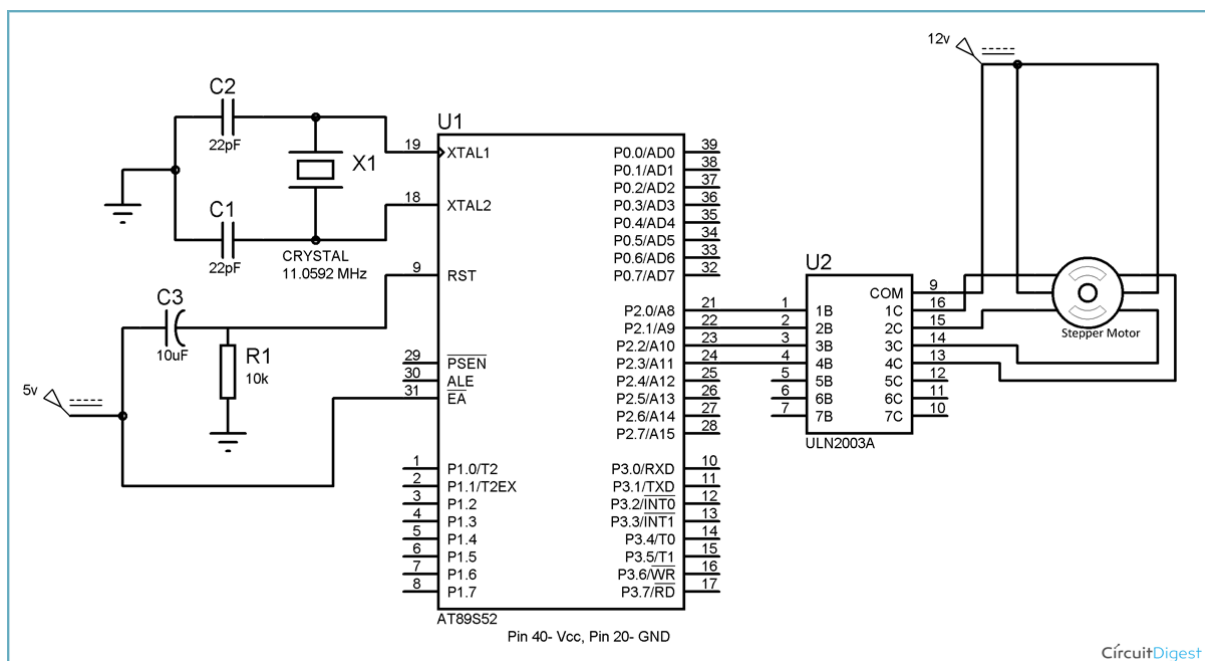 12v
C2
22pF
X1
C1
22pF
CRYSTAL
11.0592 MHz
C3
10uF
R1
10k
5v
U1
19 XTAL1
18 XTAL2
9 RST
29 PSEN
30 ALE
31 EA
1 P1.0/T2
2 P1.1/T2EX
3 P1.2
4 P1.3
5 P1.4
6 P1.5
7 P1.6
8 P1.7
P0.0/AD0 39
P0.1/AD1 38
P0.2/AD2 37
P0.3/AD3 36
P0.4/AD4 35
P0.5/AD5 34
P0.6/AD6 33
P0.7/AD7 32
P2.0/A8 21
P2.1/A9 22
P2.2/A10 23
P2.3/A11 24
P2.4/A12 25
P2.5/A13 26
P2.6/A14 27
P2.7/A15 28
P3.0/RXD 10
P3.1/TXD 11
P3.2/INT0 12
P3.3/INT1 13
P3.4/T0 14
P3.5/T1 15
P3.6/WR 16
P3.7/RD 17
AT89S52
Pin 40- Vcc, Pin 20- GND
U2
1 1B
2 2B
3 3B
4 4B
5 5B
6 6B
7 7B
COM 9
1C 16
2C 15
3C 14
4C 13
5C 12
6C 11
7C 10
ULN2003A
Stepper Motor
CírcuitDigest